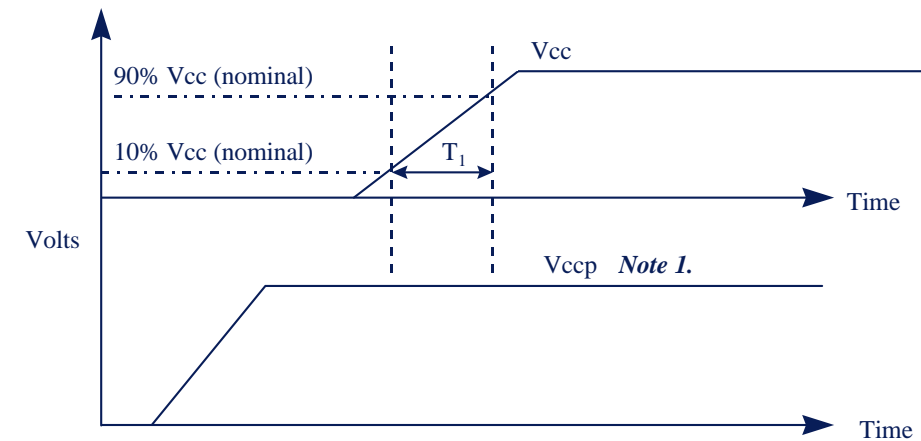 Vcc
90% Vcc (nominal)
10% Vcc (nominal)
T1
Time
Volts
Vccp Note 1.
Time